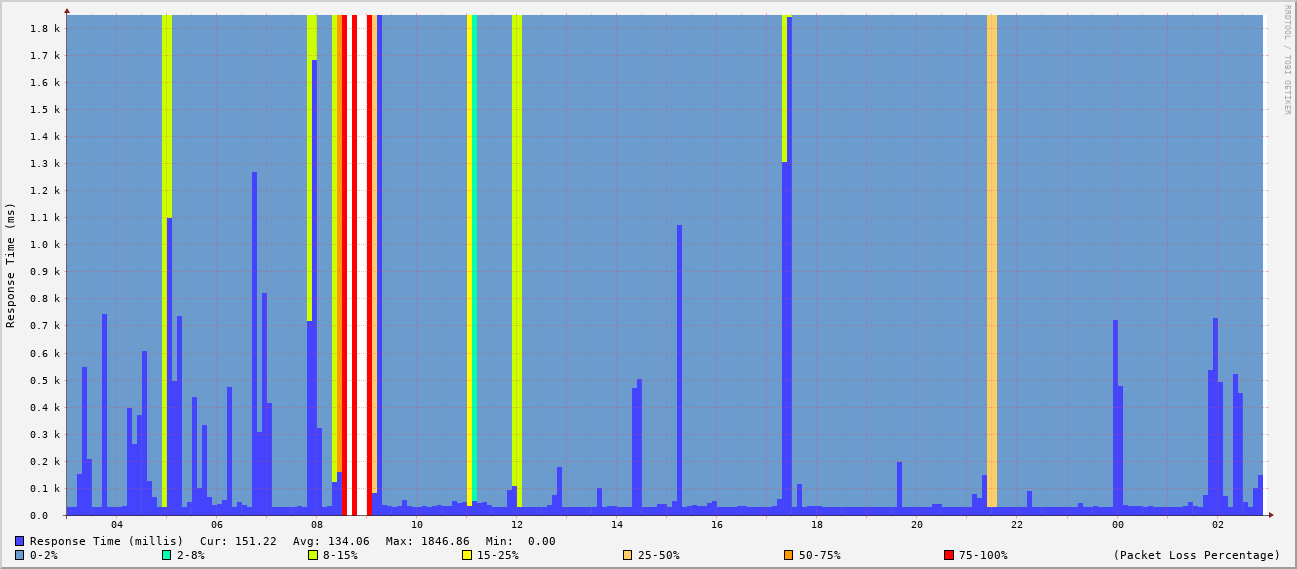 RRDTOOL / TOBI OETIKER
Response Time (ms)
1.8 k
1.7 k
1.6 k
1.5 k
1.4 k
1.3 k
1.2 k
1.1 k
1.0 k
0.9 k
0.8 k
0.7 k
0.6 k
0.5 k
0.4 k
0.3 k
0.2 k
0.1 k
0.0
04 06 08 10 12 14 16 18 20 22 00 02
Response Time (millis) Cur: 151.22 Avg: 134.06 Max: 1846.86 Min: 0.00
0-2% 2-8% 8-15% 15-25% 25-50% 50-75% 75-100% (Packet Loss Percentage)